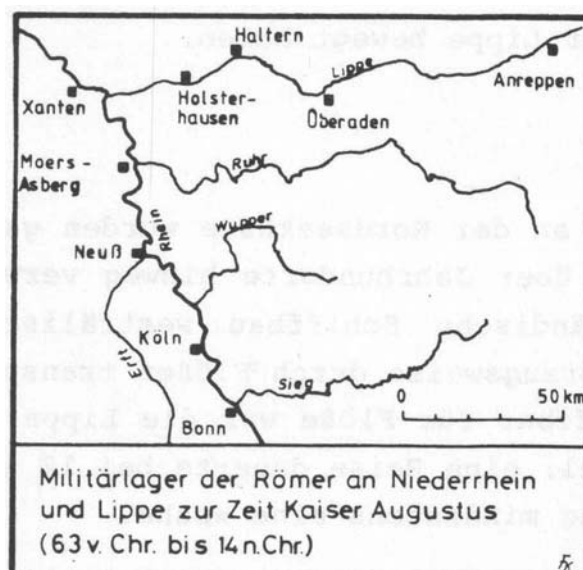 Haltern
Lippe
Anreppen
Xanten
Holster-
hausen
Oberaden
Moers-
Asberg
Ruhr
Rhein
Wupper
Neuß
Erft
Köln
Sieg
0 50 km
Bonn
Militärlager der Römer an Niederrhein
und Lippe zur Zeit Kaiser Augustus
(63 v. Chr. bis 14 n. Chr.)